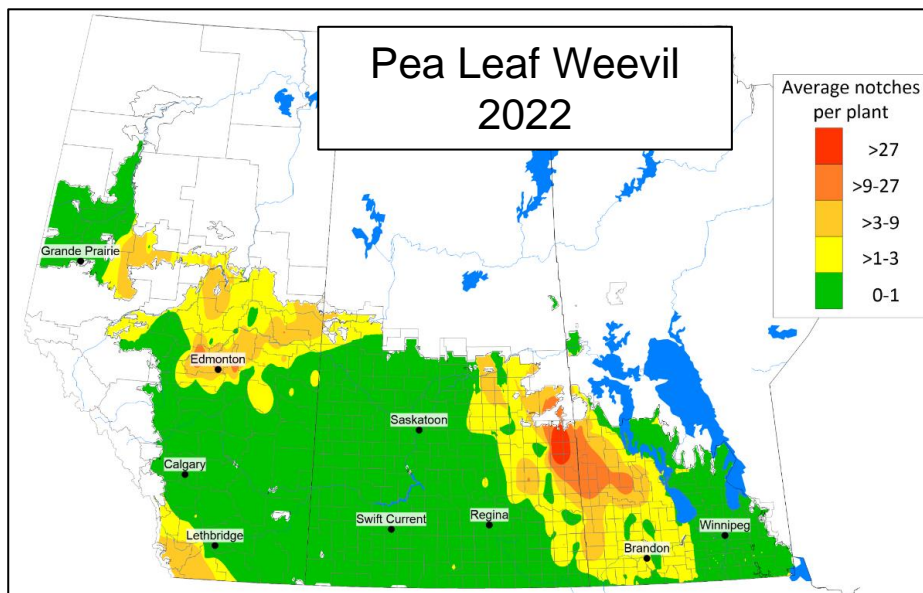 Pea Leaf Weevil
2022
Average notches
per plant
>27
>9-27
>3-9
>1-3
0-1
Grande Prairie
Edmonton
Saskatoon
Calgary
Swift Current
Regina
Lethbridge
Winnipeg
Brandon